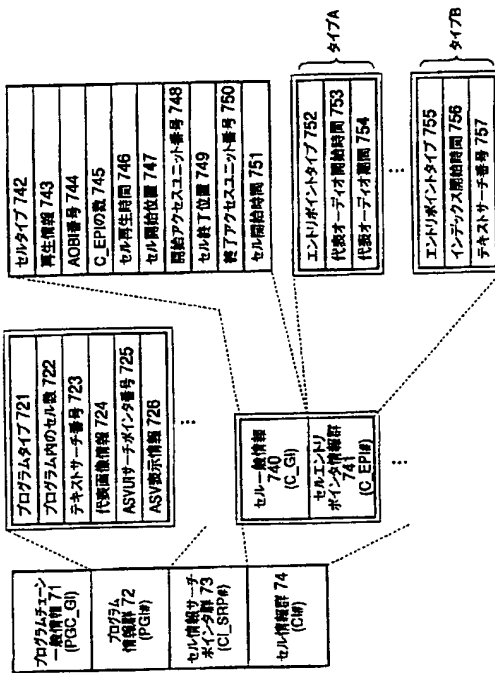 プログラムチェーン
一般情報 71
(PGC_GI)
プログラム
情報群 72
(PGI#)
セル情報サーチ
ポインタ群 73
(CI_SRP#)
セル情報群 74
(CI#)
プログラムタイプ 721
プログラム内のセル数 722
テキストサーチ番号 723
代表画像情報 724
ASVUIサーチポインタ番号 725
ASV表示情報 726
⋮
セル一般情報
740
(C_GI)
セルエントリ
ポインタ情報群
741
(C_EPI#)
⋮
セルタイプ 742
再生情報 743
AOBI番号 744
C_EPIの数 745
セル再生時間 746
セル開始位置 747
開始アクセスユニット番号 748
セル終了位置 749
終了アクセスユニット番号 750
セル開始時間 751
エントリポイントタイプ 752
代表オーディオ開始時間 753
代表オーディオ期間 754
タイプA
⋮
エントリポイントタイプ 755
インデックス開始時間 756
テキストサーチ番号 757
タイプB